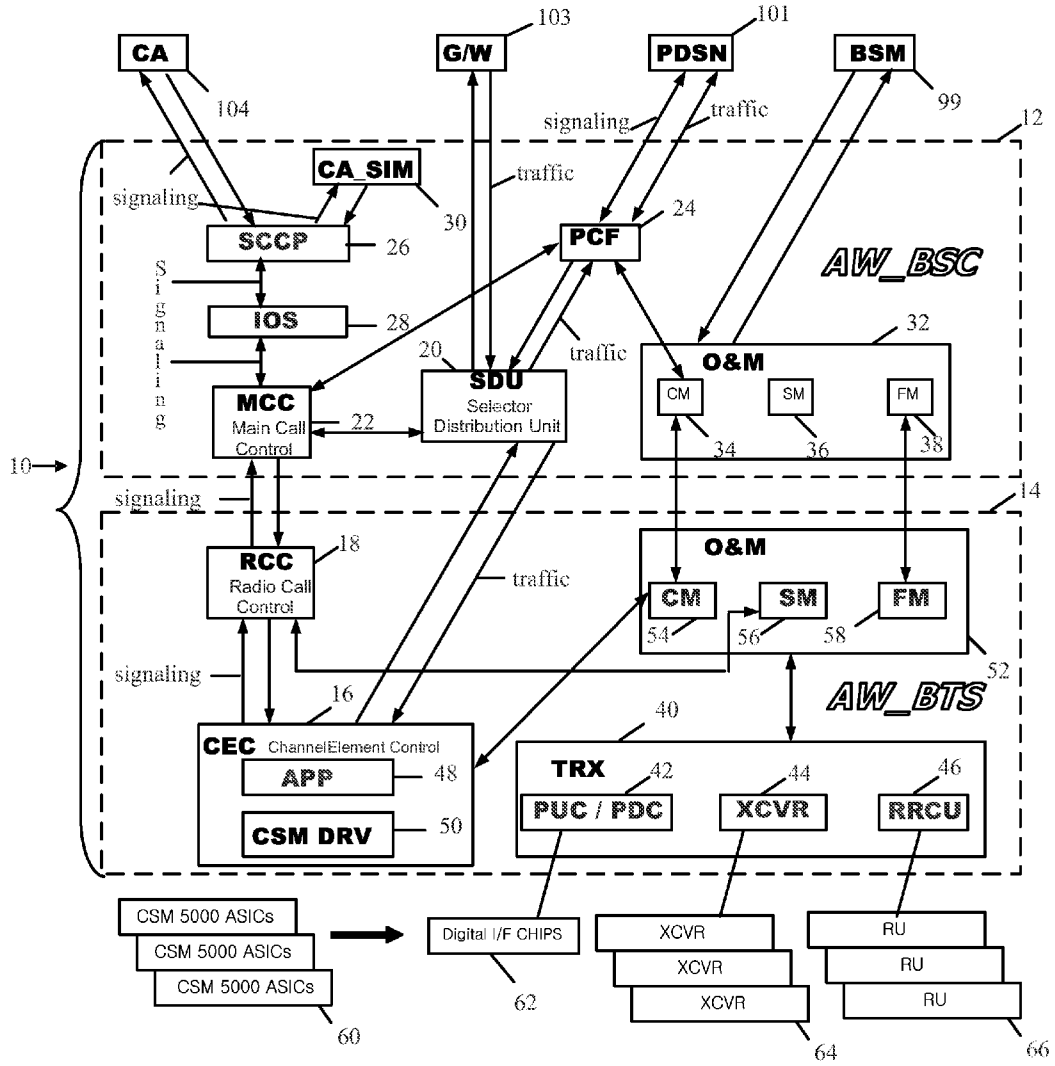 103
101
CA
G/W
PDSN
BSM
104
99
signaling
traffic
12
CA_SIM
traffic
signaling
30
24
SCCP
26
PCF
AW_BSC
Signaling
IOS
28
32
20
traffic
O&M
SDU
Selector
Distribution Unit
CM
SM
FM
MCC
Main Call
Control
22
34
36
38
10
signaling
14
RCC
Radio Call
Control
18
O&M
traffic
CM
SM
FM
54
56
58
signaling
52
16
AW_BTS
40
CEC ChannelElement Control
APP
48
TRX
42
44
46
CSM DRV
50
PUC / PDC
XCVR
RRCU
CSM 5000 ASICs
CSM 5000 ASICs
CSM 5000 ASICs
Digital I/F CHIPS
XCVR
XCVR
XCVR
RU
RU
RU
60
62
64
66